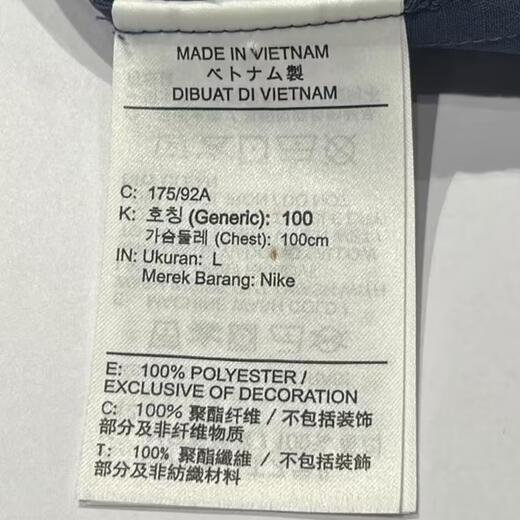 MADE IN VIETNAM
ベトナム製
DIBUAT DI VIETNAM
C: 175/92A
K: 호칭 (Generic): 100
가슴둘레 (Chest): 100cm
IN: Ukuran: L
Merek Barang: Nike
E: 100% POLYESTER /
EXCLUSIVE OF DECORATION
C: 100% 聚酯纤维 / 不包括装饰
部分及非纤维物质
T: 100% 聚酯纖維 / 不包括裝飾
部分及非紡織材料